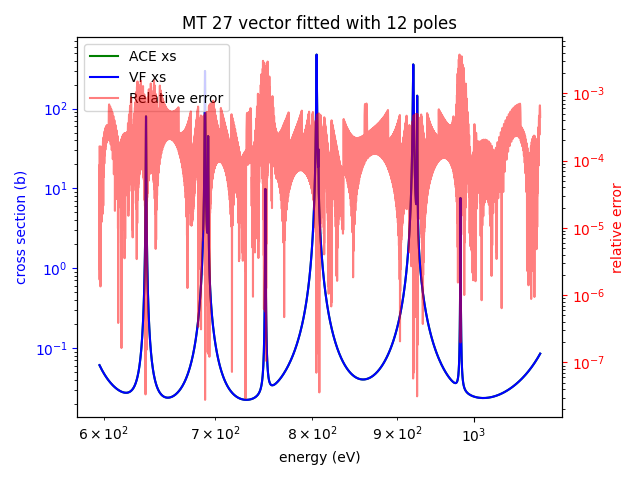 MT 27 vector fitted with 12 poles
ACE xs
VF xs
Relative error
cross section (b)
10²
10¹
10⁰
10⁻¹
10⁻³
10⁻⁴
10⁻⁵
10⁻⁶
10⁻⁷
relative error
6 × 10² 7 × 10² 8 × 10² 9 × 10² 10³
energy (eV)